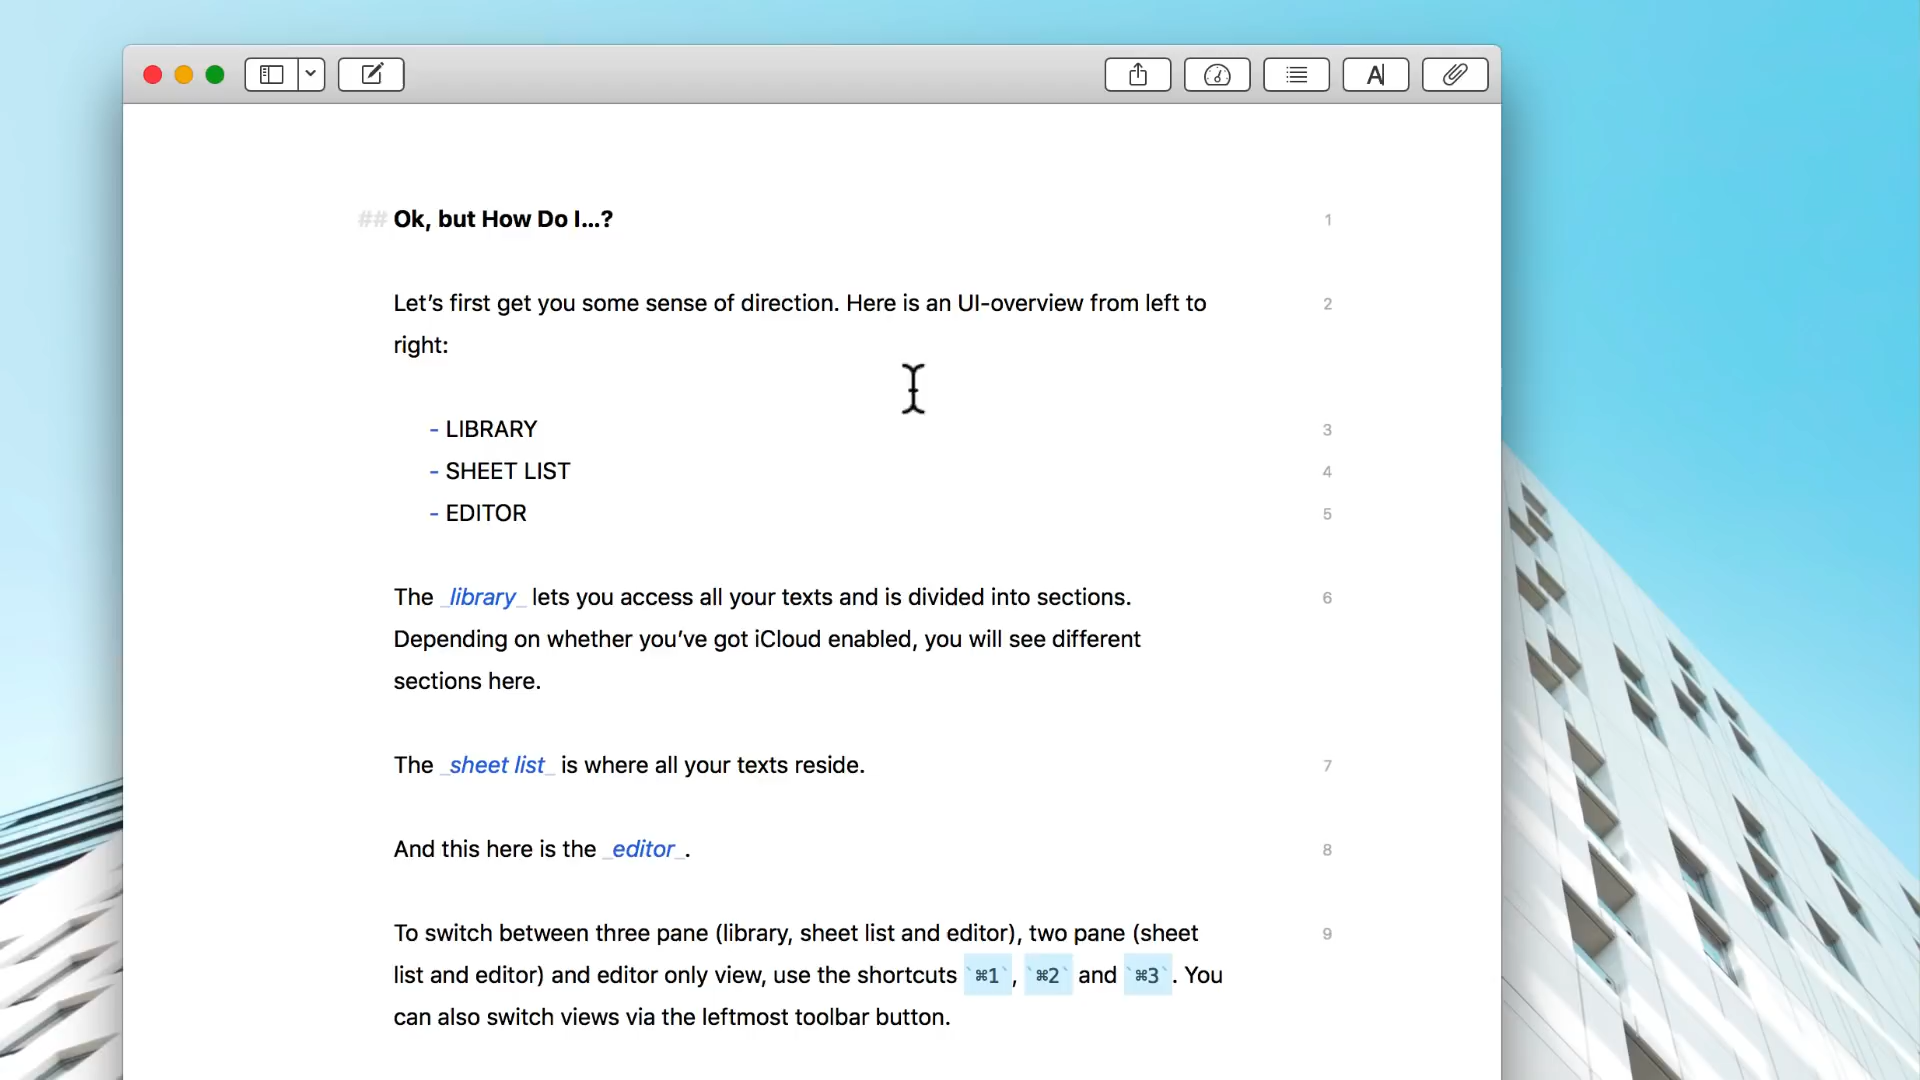 ## Ok, but How Do I…? 1
Let’s first get you some sense of direction. Here is an UI-overview from left to 2
right:
- LIBRARY 3
- SHEET LIST 4
- EDITOR 5
The _library_ lets you access all your texts and is divided into sections. 6
Depending on whether you’ve got iCloud enabled, you will see different
sections here.
The _sheet list_ is where all your texts reside. 7
And this here is the _editor_. 8
To switch between three pane (library, sheet list and editor), two pane (sheet 9
list and editor) and editor only view, use the shortcuts `⌘1`, `⌘2` and `⌘3`. You
can also switch views via the leftmost toolbar button.